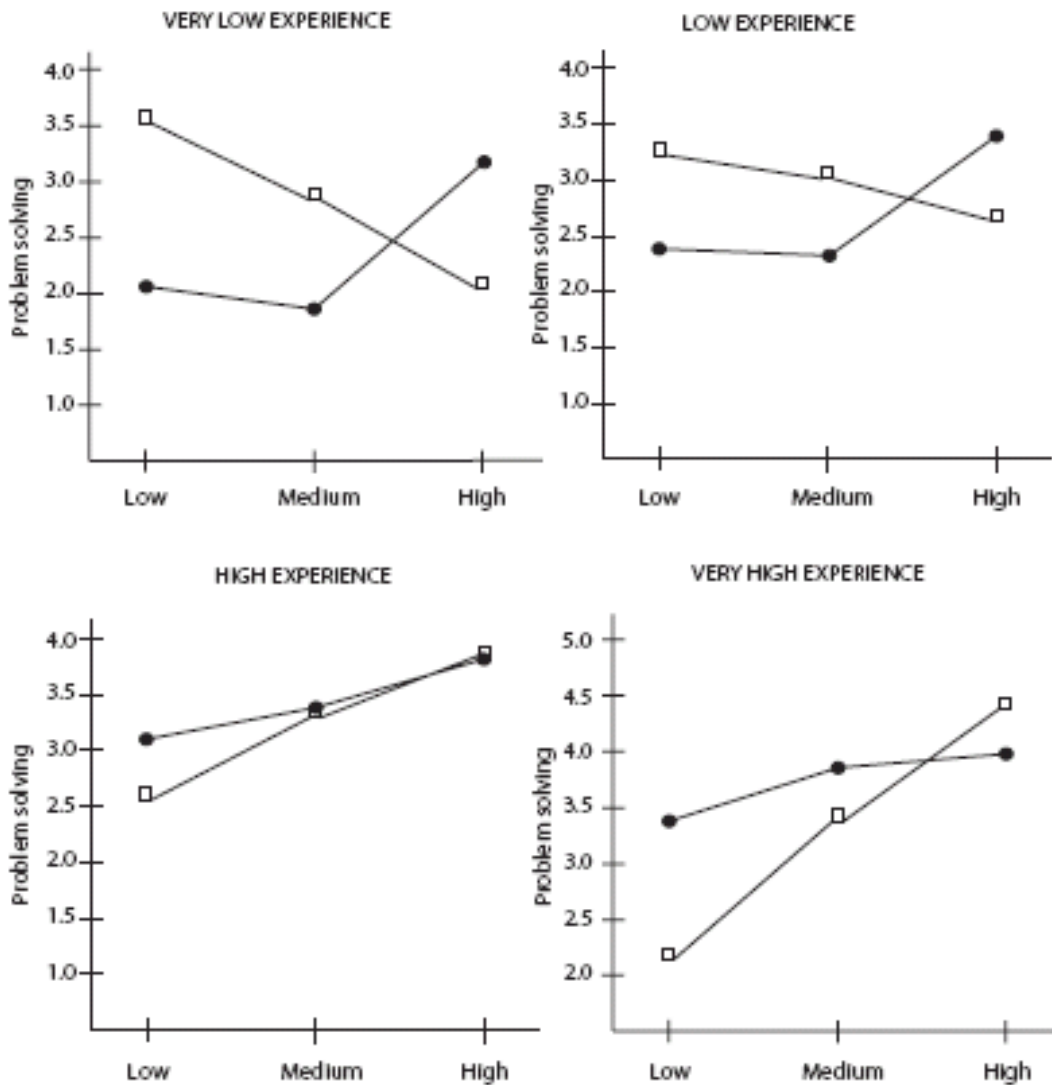 VERY LOW EXPERIENCE
Problem solving
4.0
3.5
3.0
2.5
2.0
1.5
1.0
Low Medium High
LOW EXPERIENCE
Problem solving
4.0
3.5
3.0
2.5
2.0
1.5
1.0
Low Medium High
HIGH EXPERIENCE
Problem solving
4.0
3.5
3.0
2.5
2.0
1.5
1.0
Low Medium High
VERY HIGH EXPERIENCE
Problem solving
5.0
4.5
4.0
3.5
3.0
2.5
2.0
Low Medium High